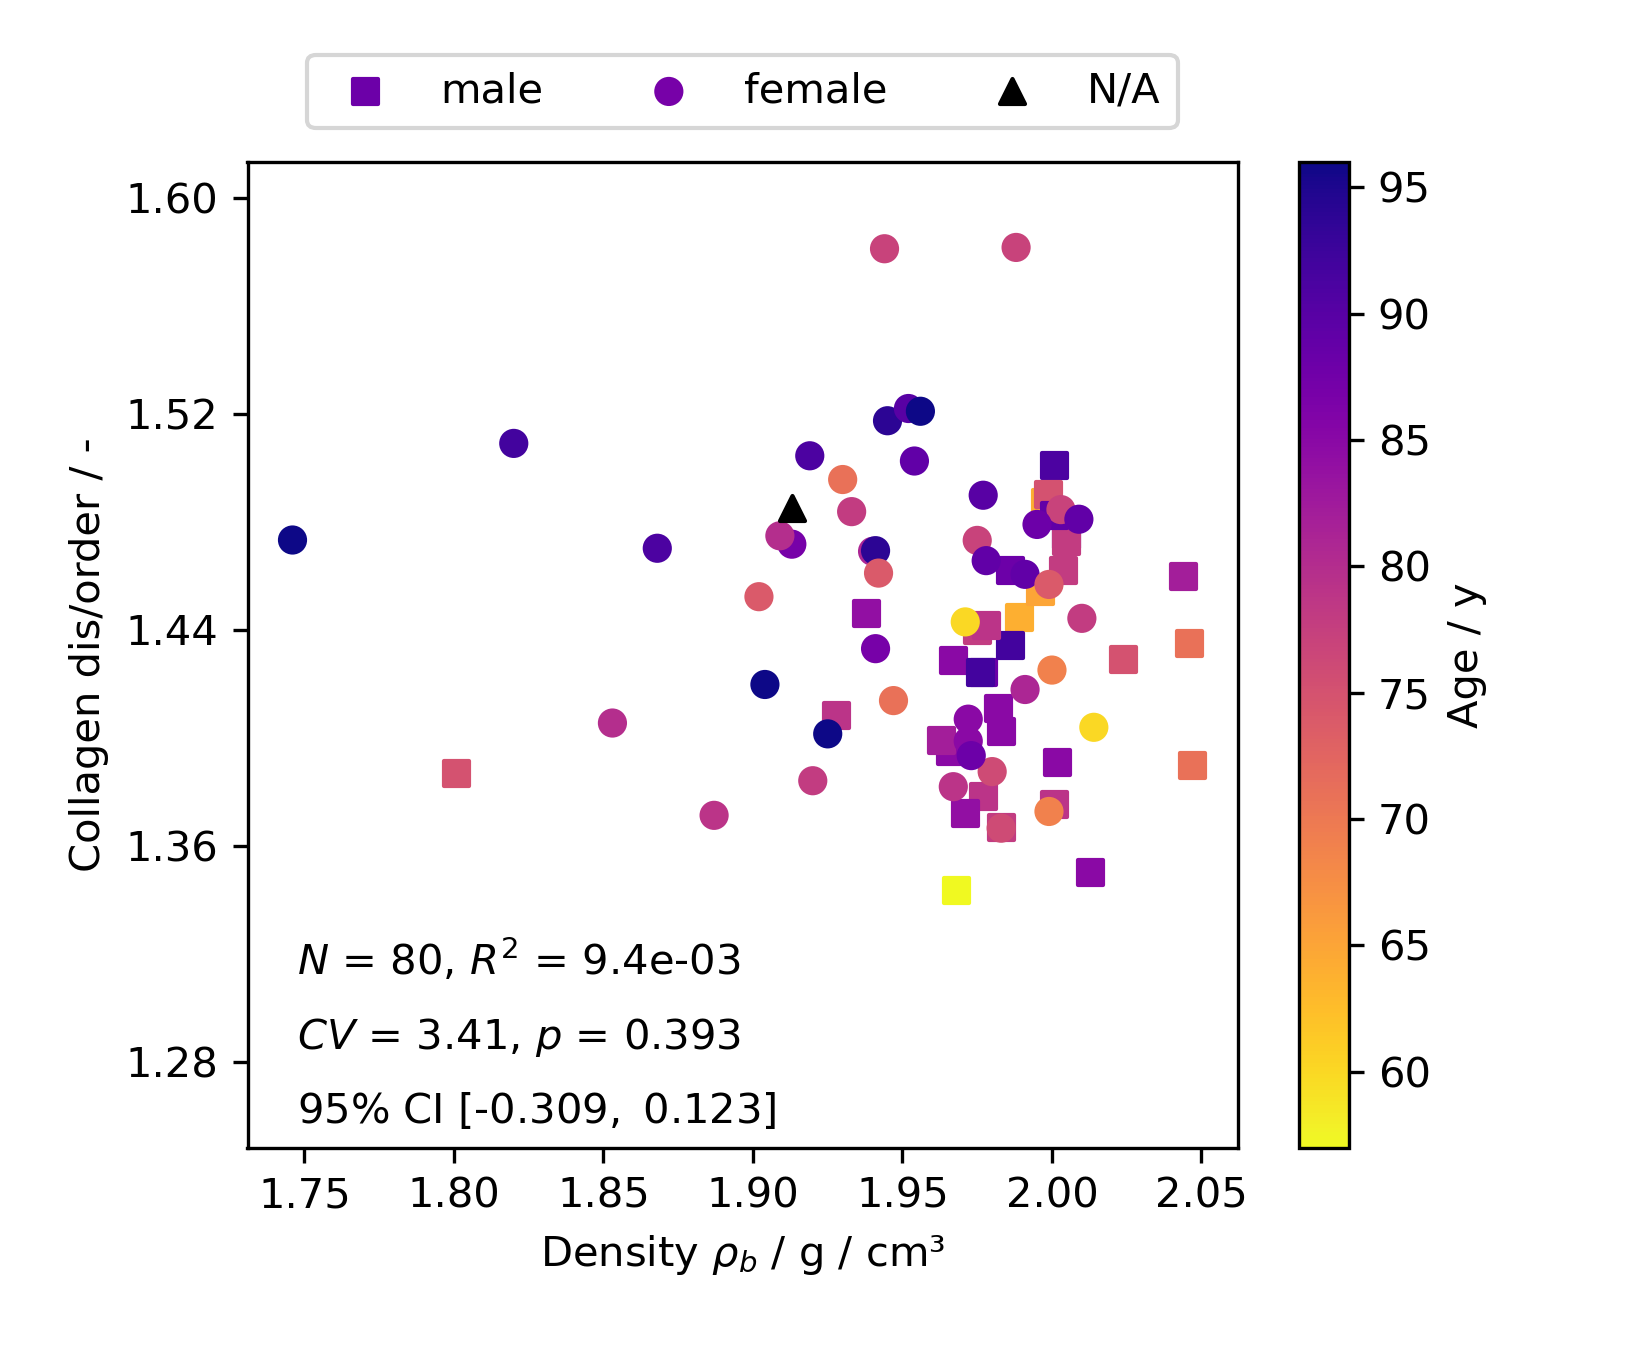 male female N/A
1.60
1.52
1.44
1.36
1.28
Collagen dis/order / -
N = 80, R² = 9.4e-03
CV = 3.41, p = 0.393
95% CI [-0.309, 0.123]
1.75 1.80 1.85 1.90 1.95 2.00 2.05
Density ρ_b / g / cm³
95
90
85
80
75
70
65
60
Age / y